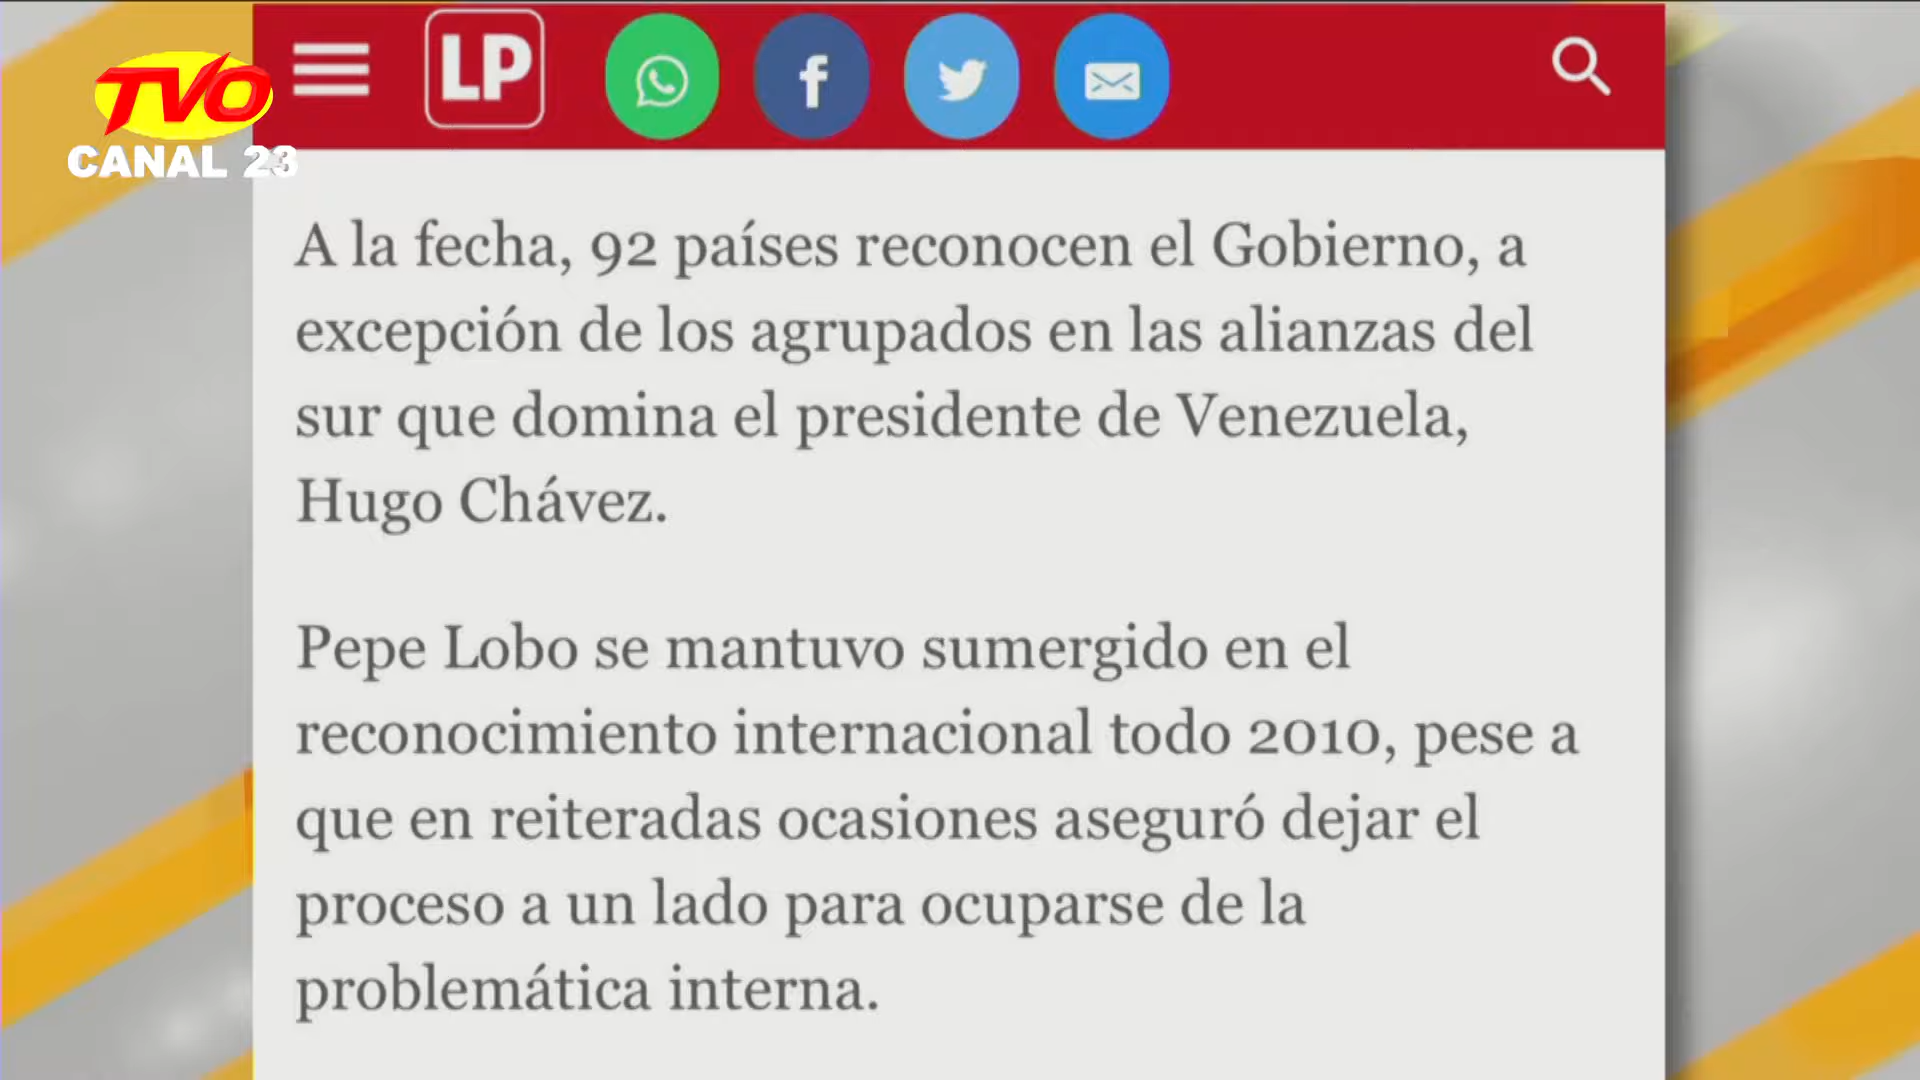 TVO
CANAL 23
LP
A la fecha, 92 países reconocen el Gobierno, a
excepción de los agrupados en las alianzas del
sur que domina el presidente de Venezuela,
Hugo Chávez.
Pepe Lobo se mantuvo sumergido en el
reconocimiento internacional todo 2010, pese a
que en reiteradas ocasiones aseguró dejar el
proceso a un lado para ocuparse de la
problemática interna.